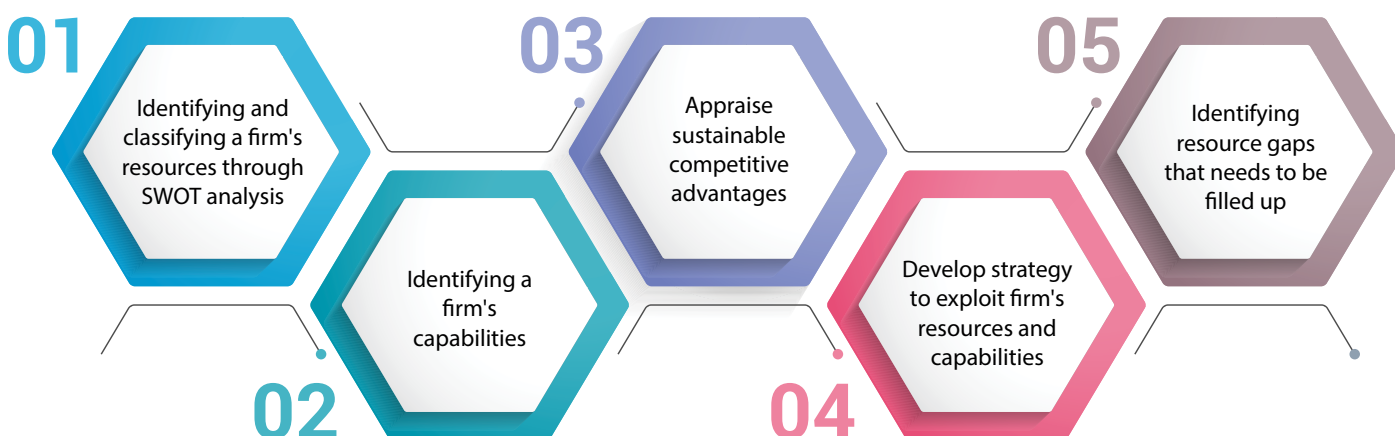 01
Identifying and
classifying a firm's
resources through
SWOT analysis
02
Identifying a
firm's
capabilities
03
Appraise
sustainable
competitive
advantages
04
Develop strategy
to exploit firm's
resources and
capabilities
05
Identifying
resource gaps
that needs to be
filled up